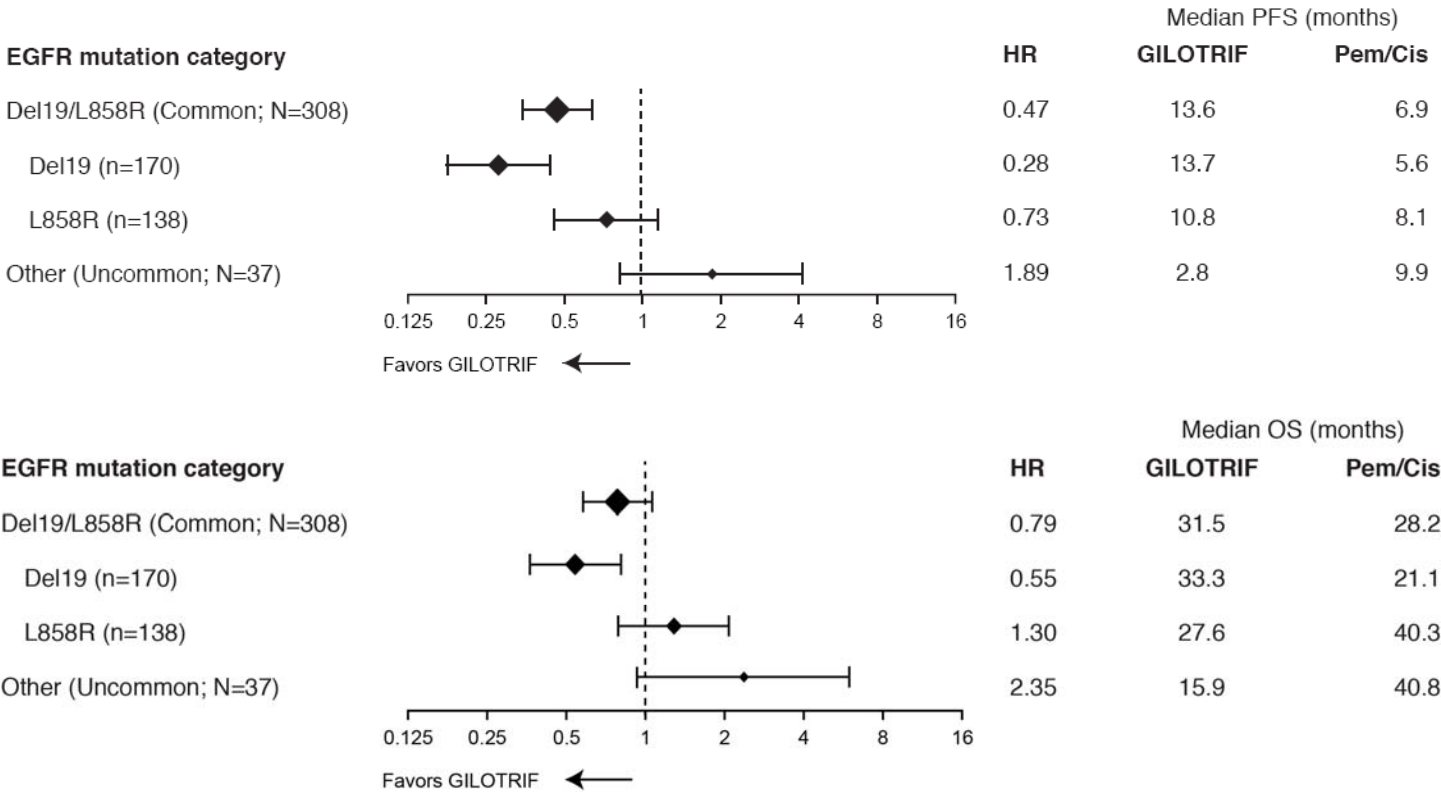 Median PFS (months)
EGFR mutation category HR GILOTRIF Pem/Cis
Del19/L858R (Common; N=308) 0.47 13.6 6.9
Del19 (n=170) 0.28 13.7 5.6
L858R (n=138) 0.73 10.8 8.1
Other (Uncommon; N=37) 1.89 2.8 9.9
0.125 0.25 0.5 1 2 4 8 16
Favors GILOTRIF
Median OS (months)
EGFR mutation category HR GILOTRIF Pem/Cis
Del19/L858R (Common; N=308) 0.79 31.5 28.2
Del19 (n=170) 0.55 33.3 21.1
L858R (n=138) 1.30 27.6 40.3
Other (Uncommon; N=37) 2.35 15.9 40.8
0.125 0.25 0.5 1 2 4 8 16
Favors GILOTRIF